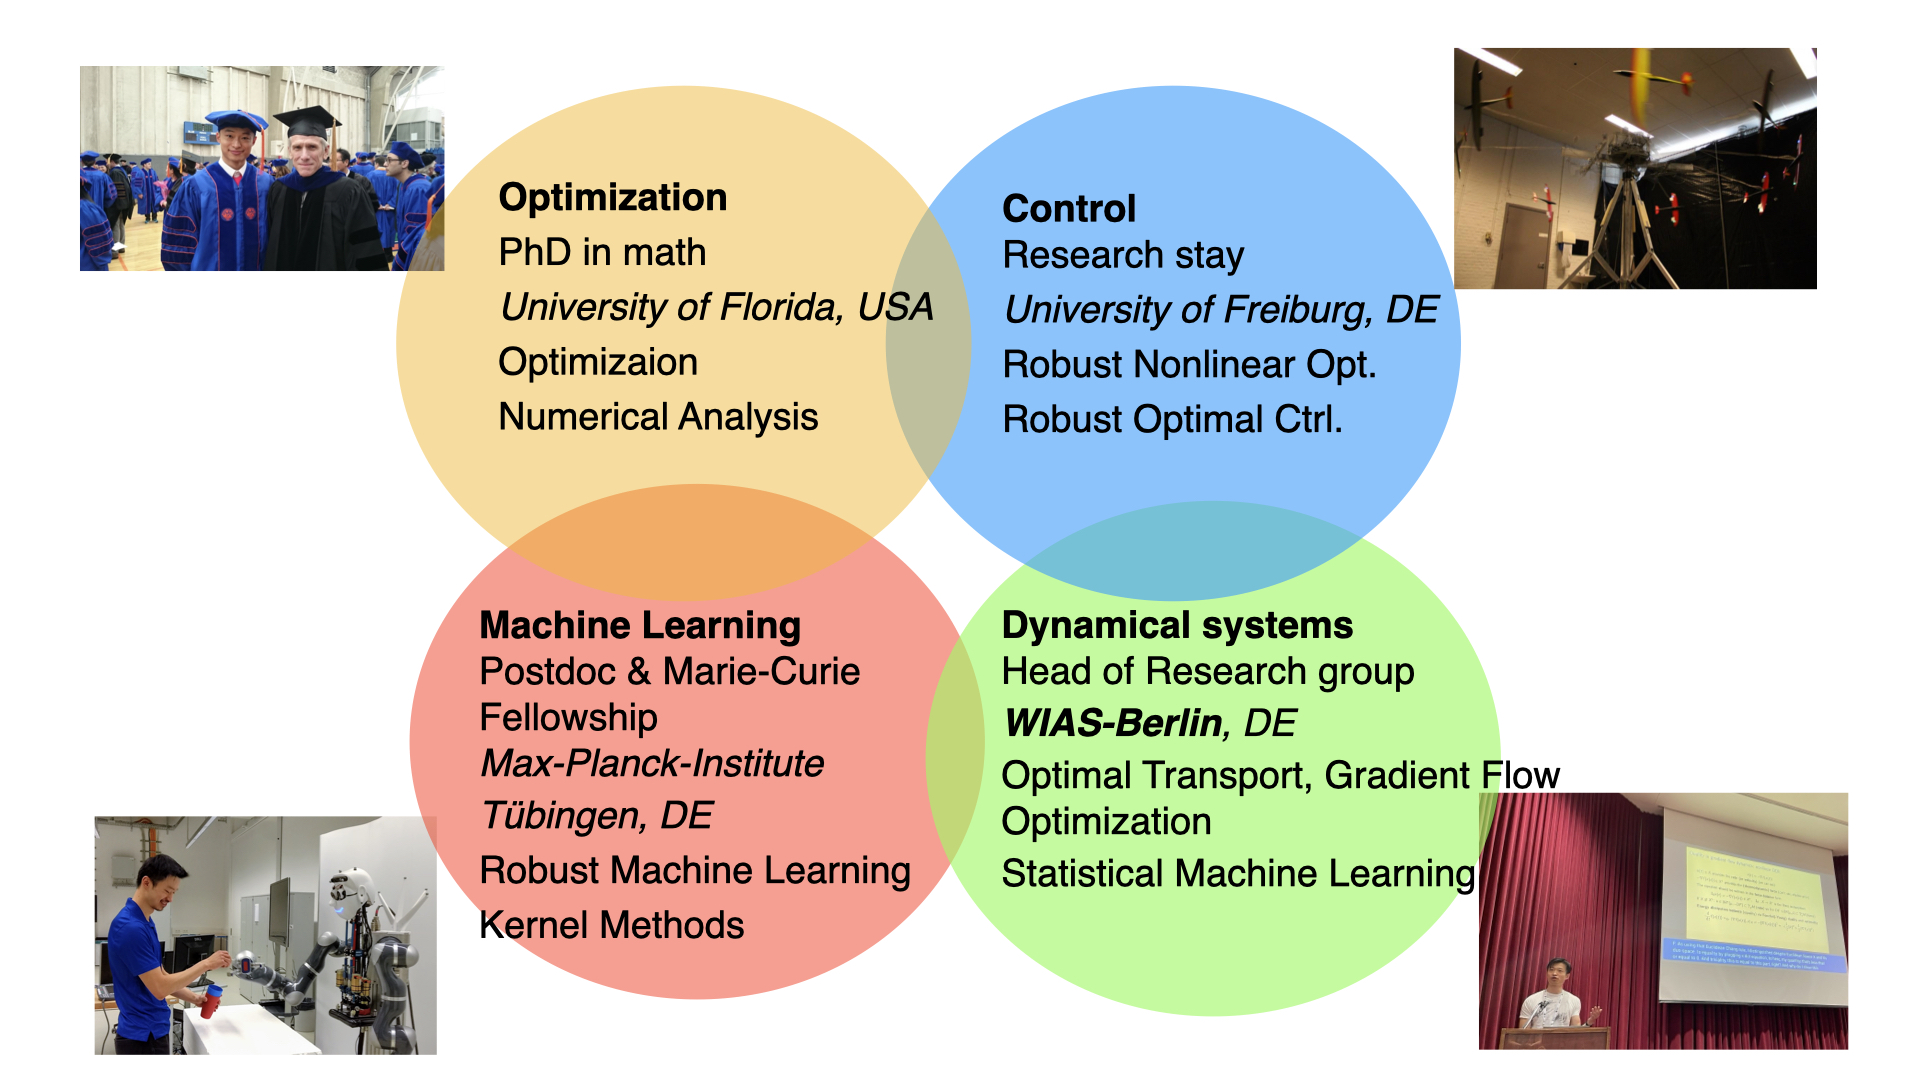 Optimization
PhD in math
University of Florida, USA
Optimizaion
Numerical Analysis
Control
Research stay
University of Freiburg, DE
Robust Nonlinear Opt.
Robust Optimal Ctrl.
Machine Learning
Postdoc & Marie-Curie
Fellowship
Max-Planck-Institute
Tübingen, DE
Robust Machine Learning
Kernel Methods
Dynamical systems
Head of Research group
WIAS-Berlin, DE
Optimal Transport, Gradient Flow
Optimization
Statistical Machine Learning